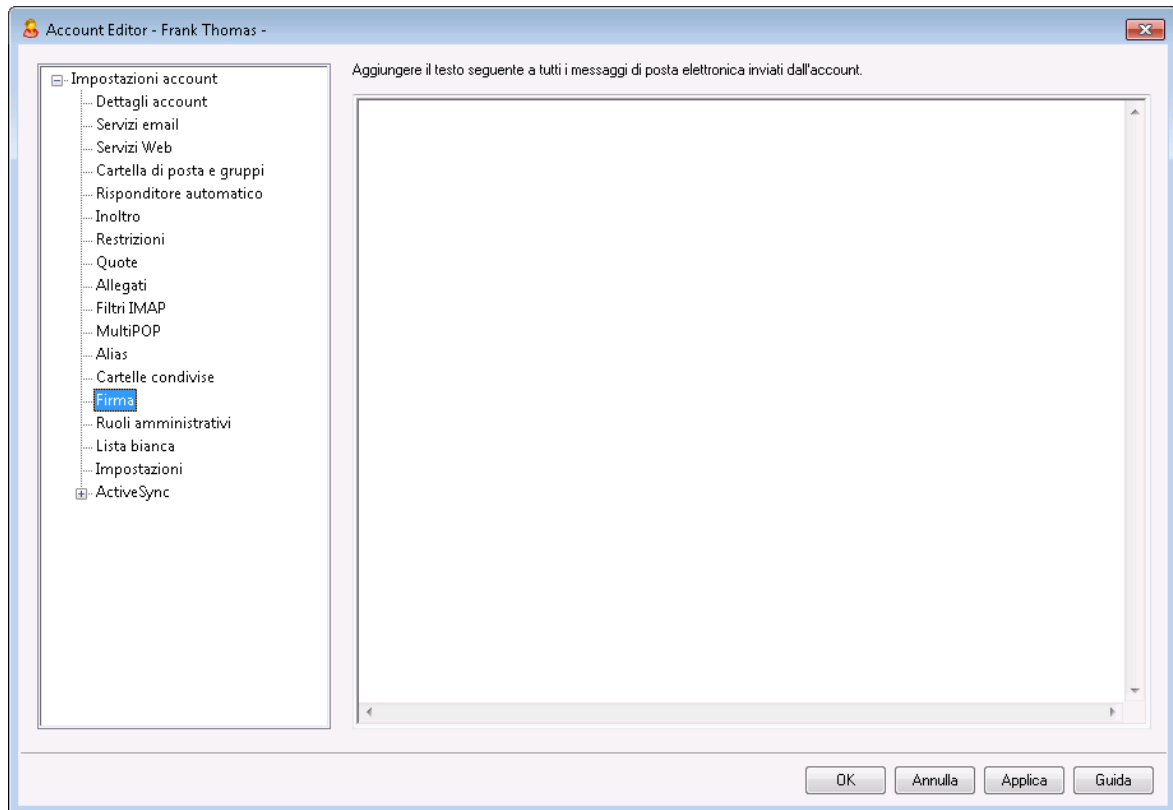 Account Editor - Frank Thomas -
Impostazioni account
Dettagli account
Servizi email
Servizi Web
Cartella di posta e gruppi
Risponditore automatico
Inoltro
Restrizioni
Quote
Allegati
Filtri IMAP
MultiPOP
Alias
Cartelle condivise
Firma
Ruoli amministrativi
Lista bianca
Impostazioni
ActiveSync
Aggiungere il testo seguente a tutti i messaggi di posta elettronica inviati dall'account.
OK Annulla Applica Guida